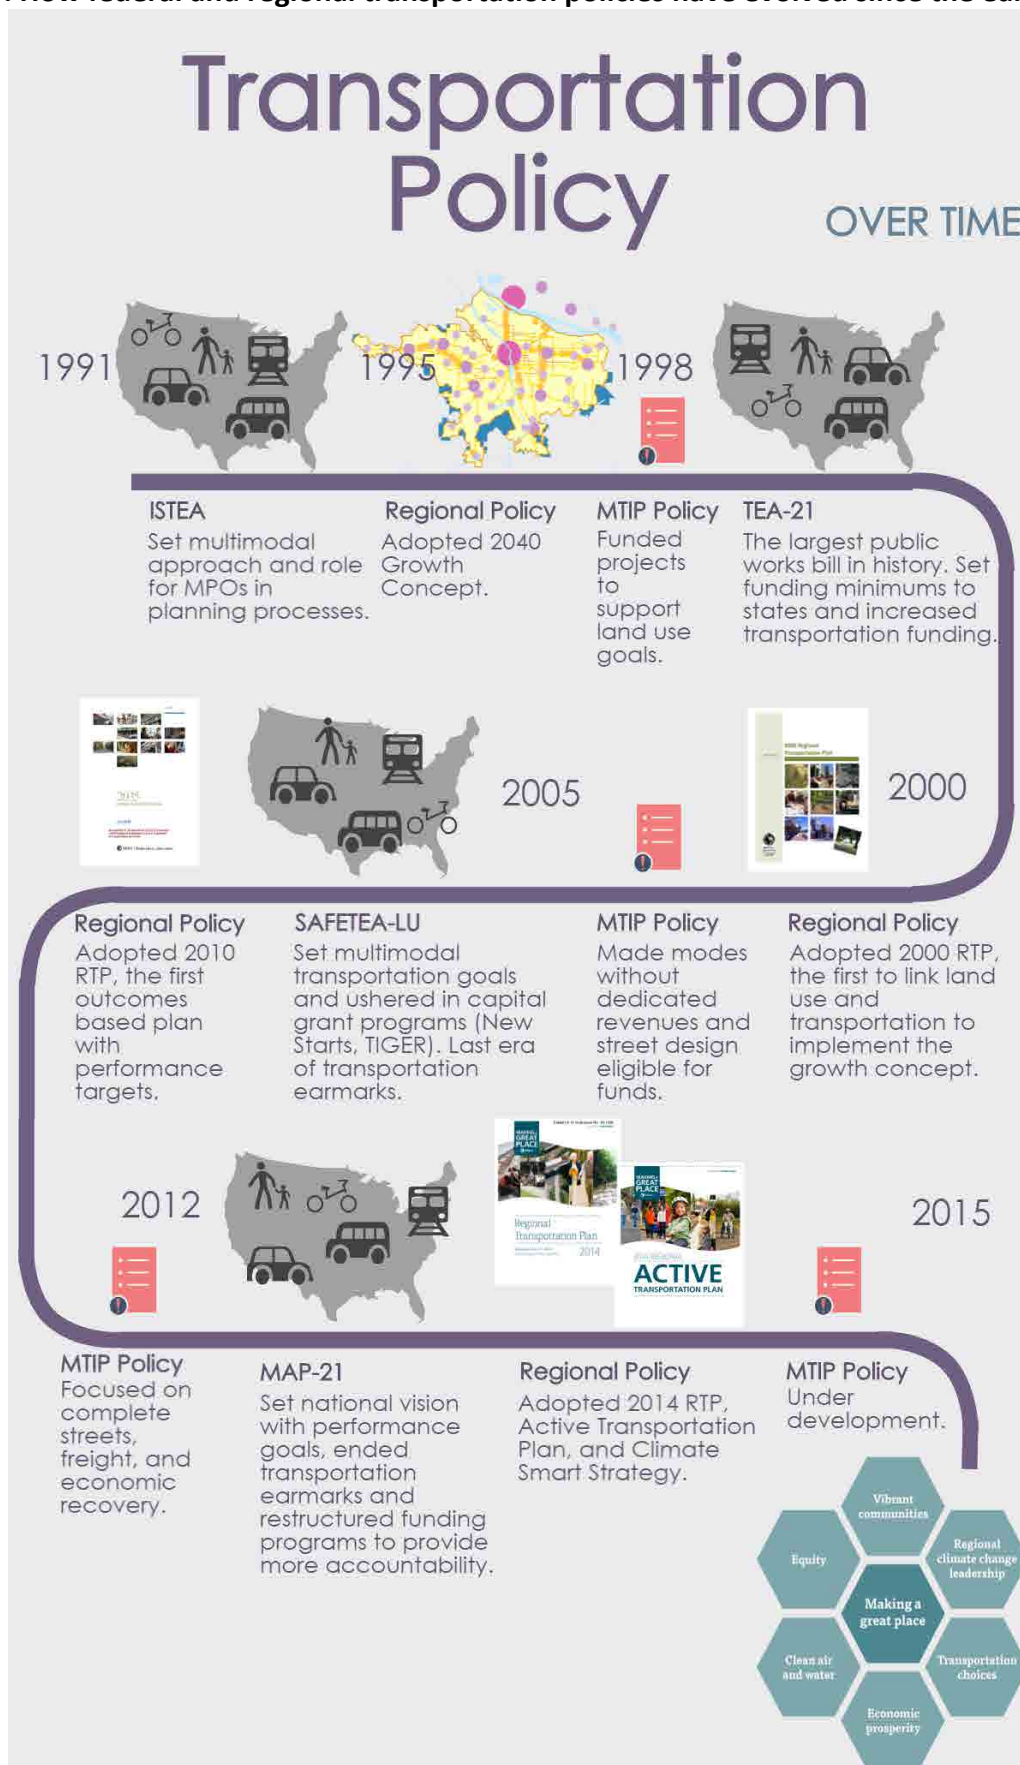 Transportation
Policy
OVER TIME
1991
1995
1998
ISTEA
Set multimodal
approach and role
for MPOs in
planning processes.
Regional Policy
Adopted 2040
Growth
Concept.
MTIP Policy
Funded
projects
to
support
land use
goals.
TEA-21
The largest public
works bill in history. Set
funding minimums to
states and increased
transportation funding.
2005
2000
Regional Policy
Adopted 2010
RTP, the first
outcomes
based plan
with
performance
targets.
SAFETEA-LU
Set multimodal
transportation goals
and ushered in capital
grant programs (New
Starts, TIGER). Last era
of transportation
earmarks.
MTIP Policy
Made modes
without
dedicated
revenues and
street design
eligible for
funds.
Regional Policy
Adopted 2000 RTP,
the first to link land
use and
transportation to
implement the
growth concept.
2012
MAKING A
GREAT
PLACE
Regional
Transportation Plan
2014
MAKING A
GREAT
PLACE
ACTIVE
TRANSPORTATION PLAN
2015
MTIP Policy
Focused on
complete
streets,
freight, and
economic
recovery.
MAP-21
Set national vision
with performance
goals, ended
transportation
earmarks and
restructured funding
programs to provide
more accountability.
Regional Policy
Adopted 2014 RTP,
Active Transportation
Plan, and Climate
Smart Strategy.
MTIP Policy
Under
development.
Vibrant
communities
Equity
Regional
climate change
leadership
Making a
great place
Clean air
and water
Transportation
choices
Economic
prosperity